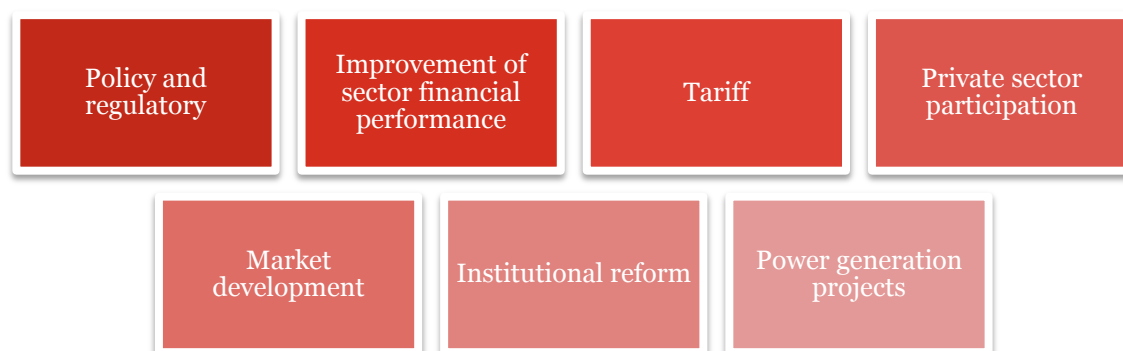 Policy and
regulatory
Improvement of
sector financial
performance
Tariff
Private sector
participation
Market
development
Institutional reform
Power generation
projects